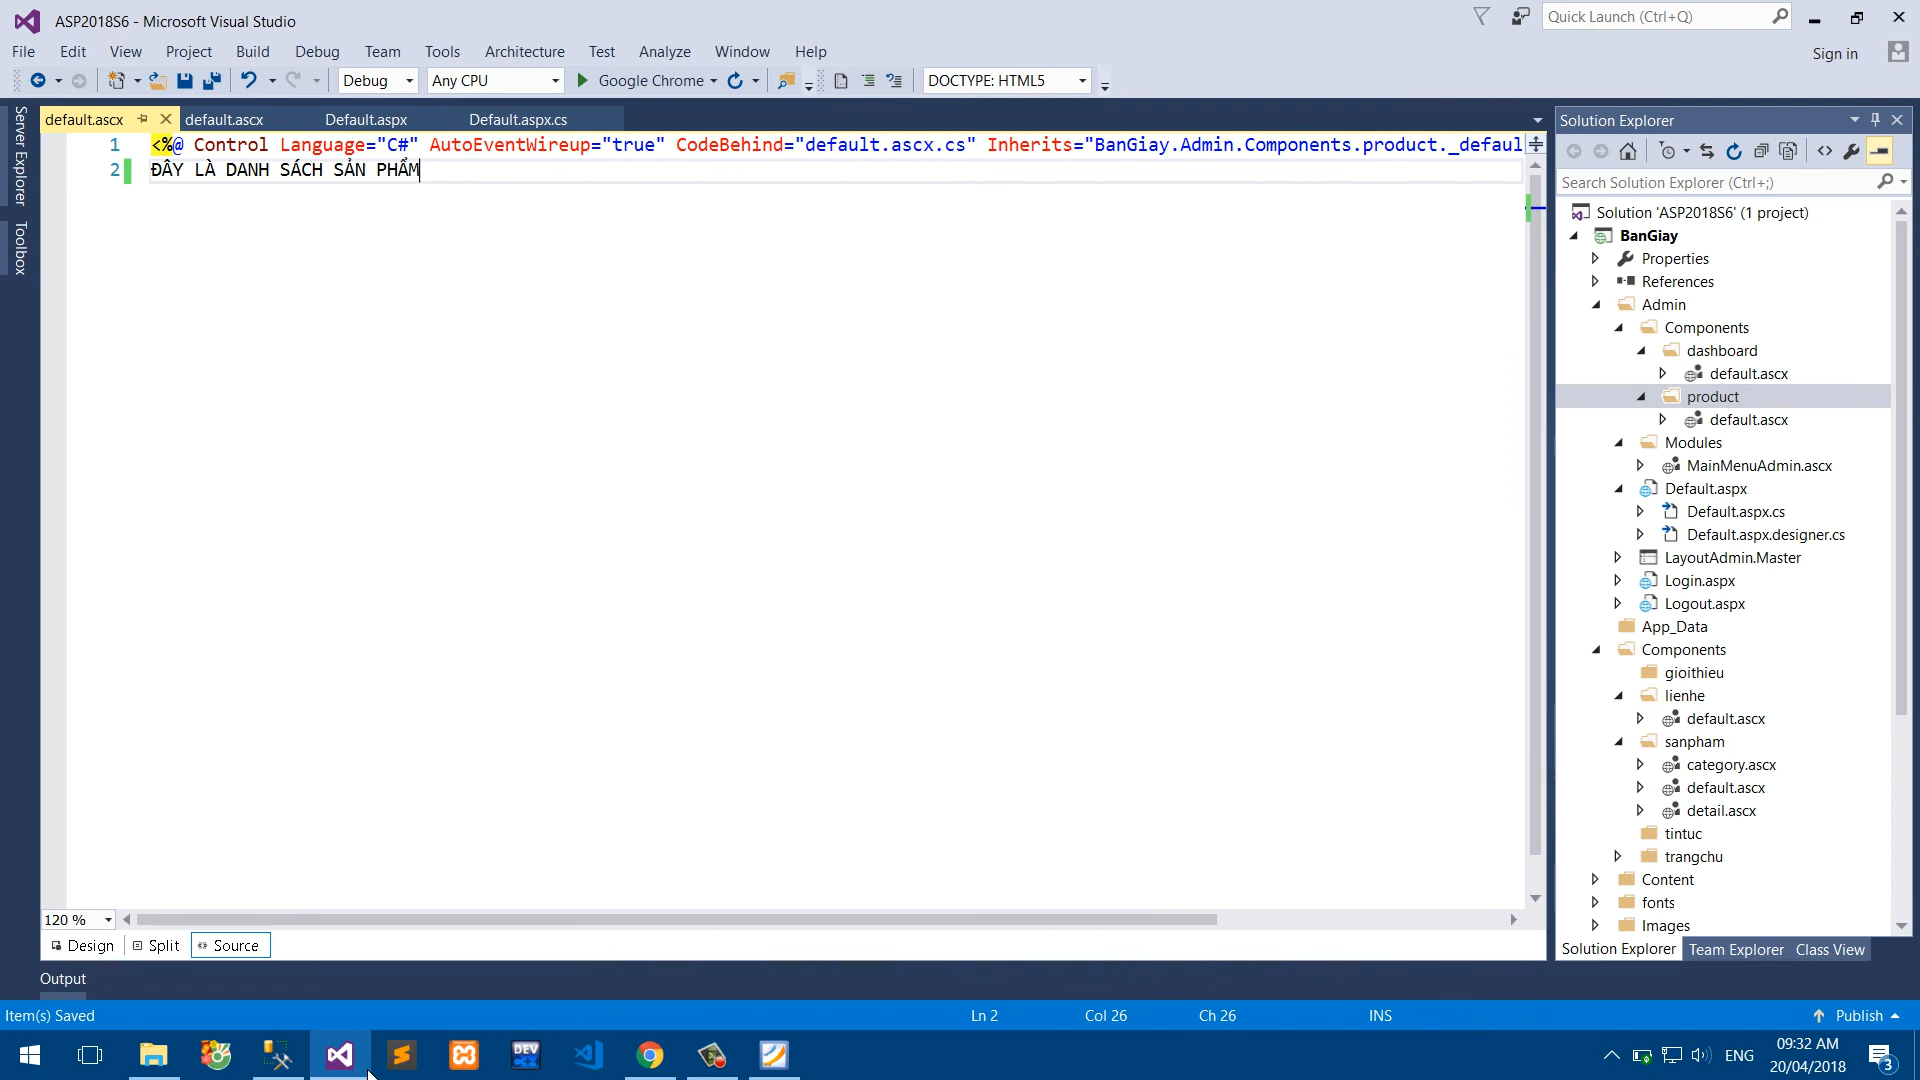 ASP2018S6 - Microsoft Visual Studio
Quick Launch (Ctrl+Q)
File Edit View Project Build Debug Team Tools Architecture Test Analyze Window Help
Sign in
Debug Any CPU Google Chrome DOCTYPE: HTML5
default.ascx default.ascx Default.aspx Default.aspx.cs
Server Explorer
Toolbox
1 <%@ Control Language="C#" AutoEventWireup="true" CodeBehind="default.ascx.cs" Inherits="BanGiay.Admin.Components.product._defaul
2 ĐÂY LÀ DANH SÁCH SẢN PHẨM
Solution Explorer
Search Solution Explorer (Ctrl+;)
Solution 'ASP2018S6' (1 project)
BanGiay
Properties
References
Admin
Components
dashboard
default.ascx
product
default.ascx
Modules
MainMenuAdmin.ascx
Default.aspx
Default.aspx.cs
Default.aspx.designer.cs
LayoutAdmin.Master
Login.aspx
Logout.aspx
App_Data
Components
gioithieu
lienhe
default.ascx
sanpham
category.ascx
default.ascx
detail.ascx
tintuc
trangchu
Content
fonts
Images
Solution Explorer Team Explorer Class View
120 %
Design Split Source
Output
Item(s) Saved Ln 2 Col 26 Ch 26 INS Publish
DEV
ENG
09:32 AM
20/04/2018
3